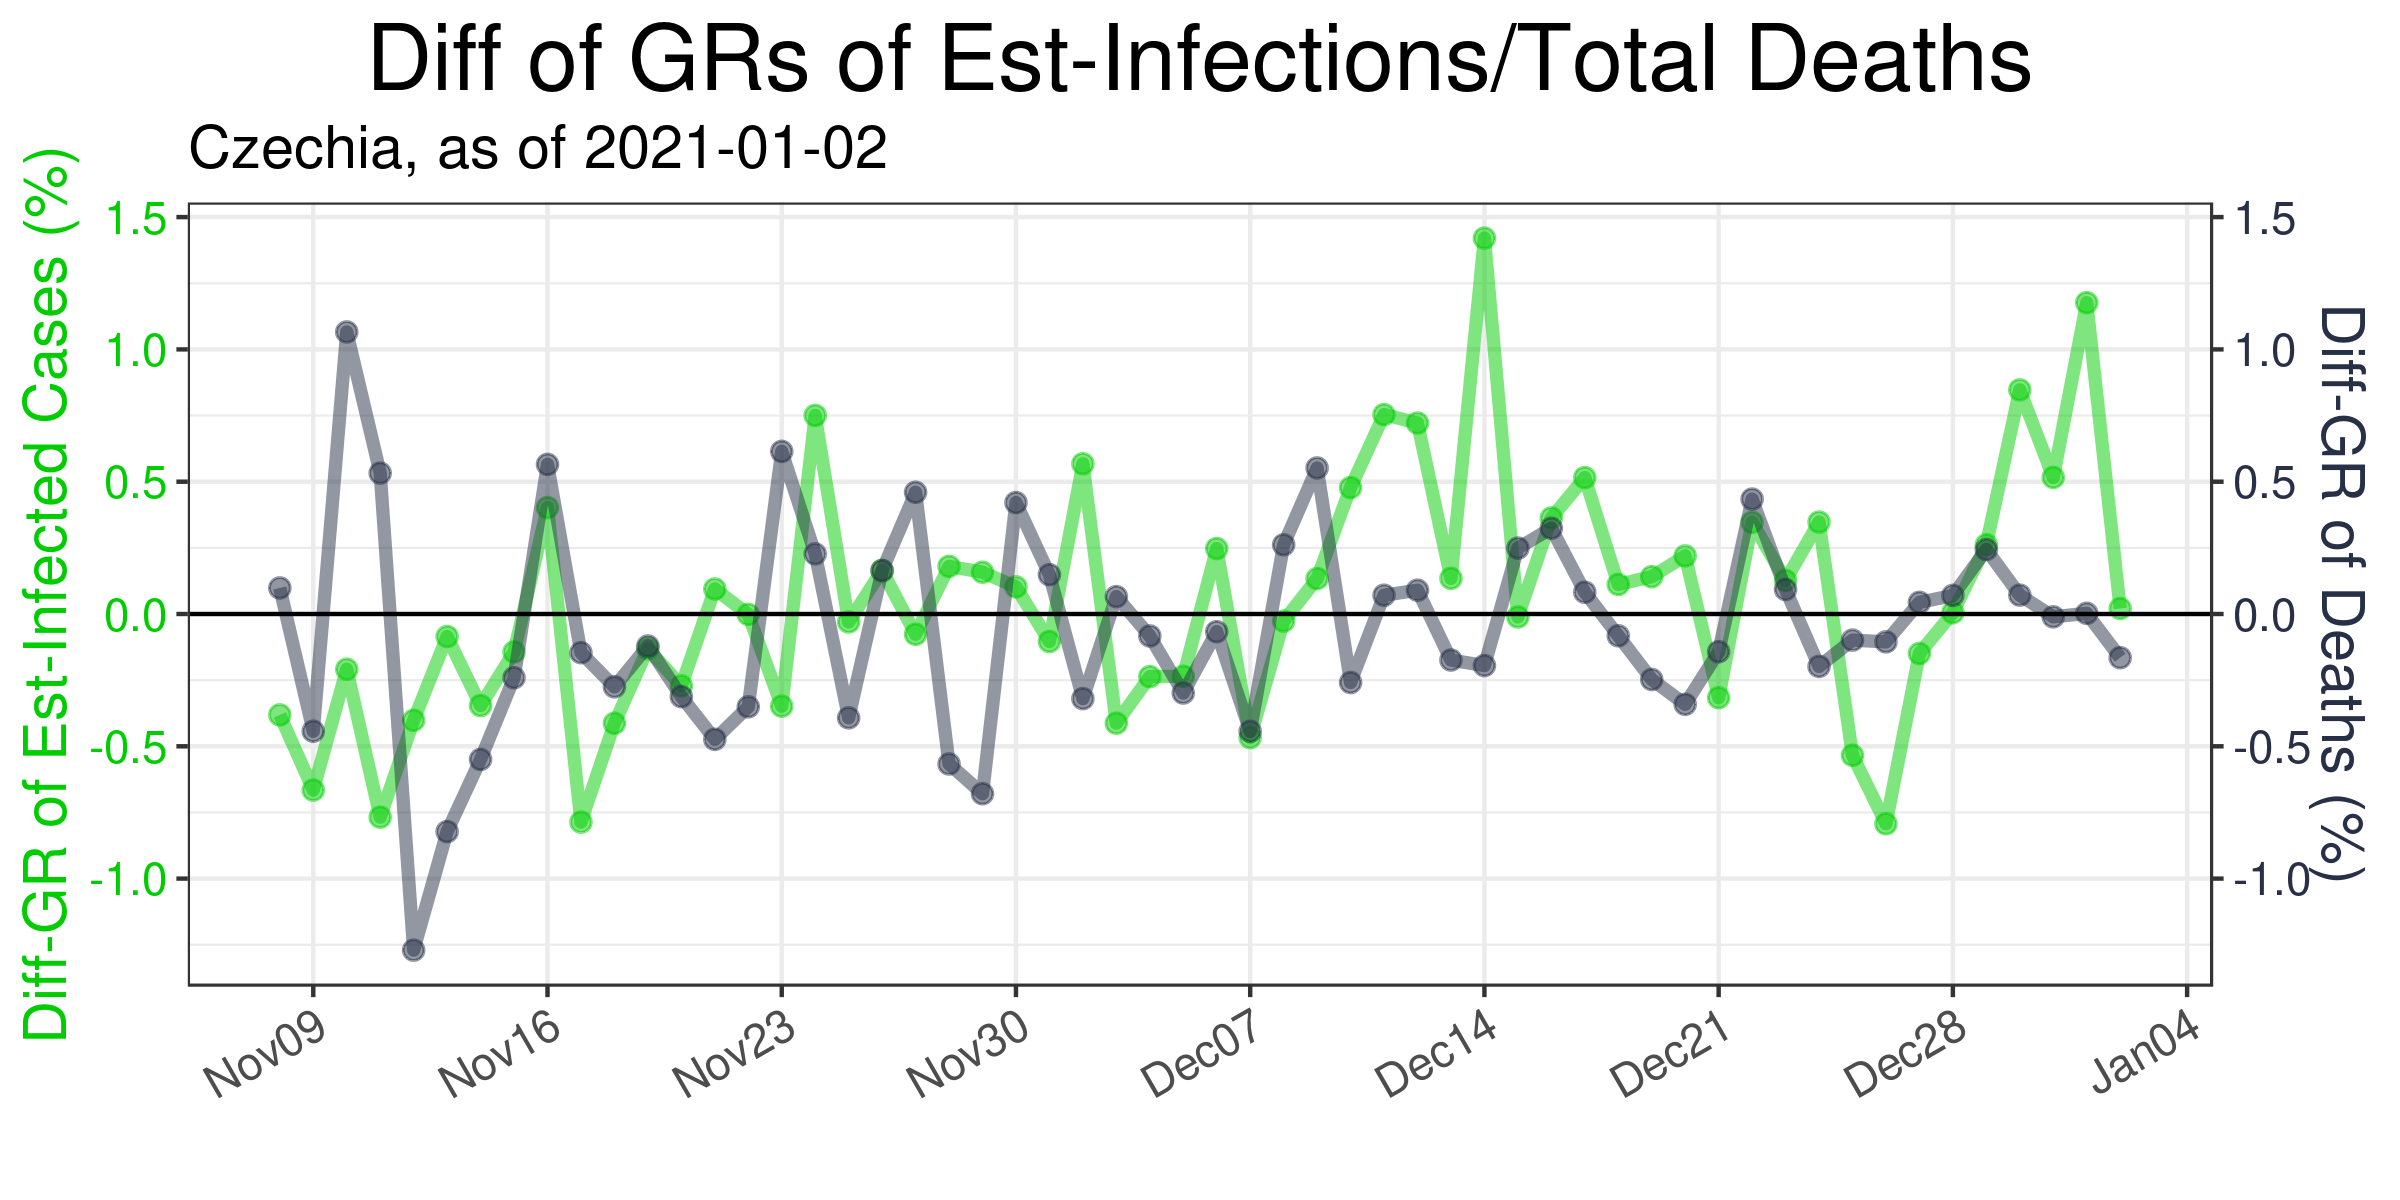 Diff of GRs of Est-Infections/Total Deaths
Czechia, as of 2021-01-02
Diff-GR of Est-Infected Cases (%)
1.5
1.0
0.5
0.0
-0.5
-1.0
1.5
1.0
0.5
0.0
-0.5
-1.0
Diff-GR of Deaths (%)
Nov09
Nov16
Nov23
Nov30
Dec07
Dec14
Dec21
Dec28
Jan04